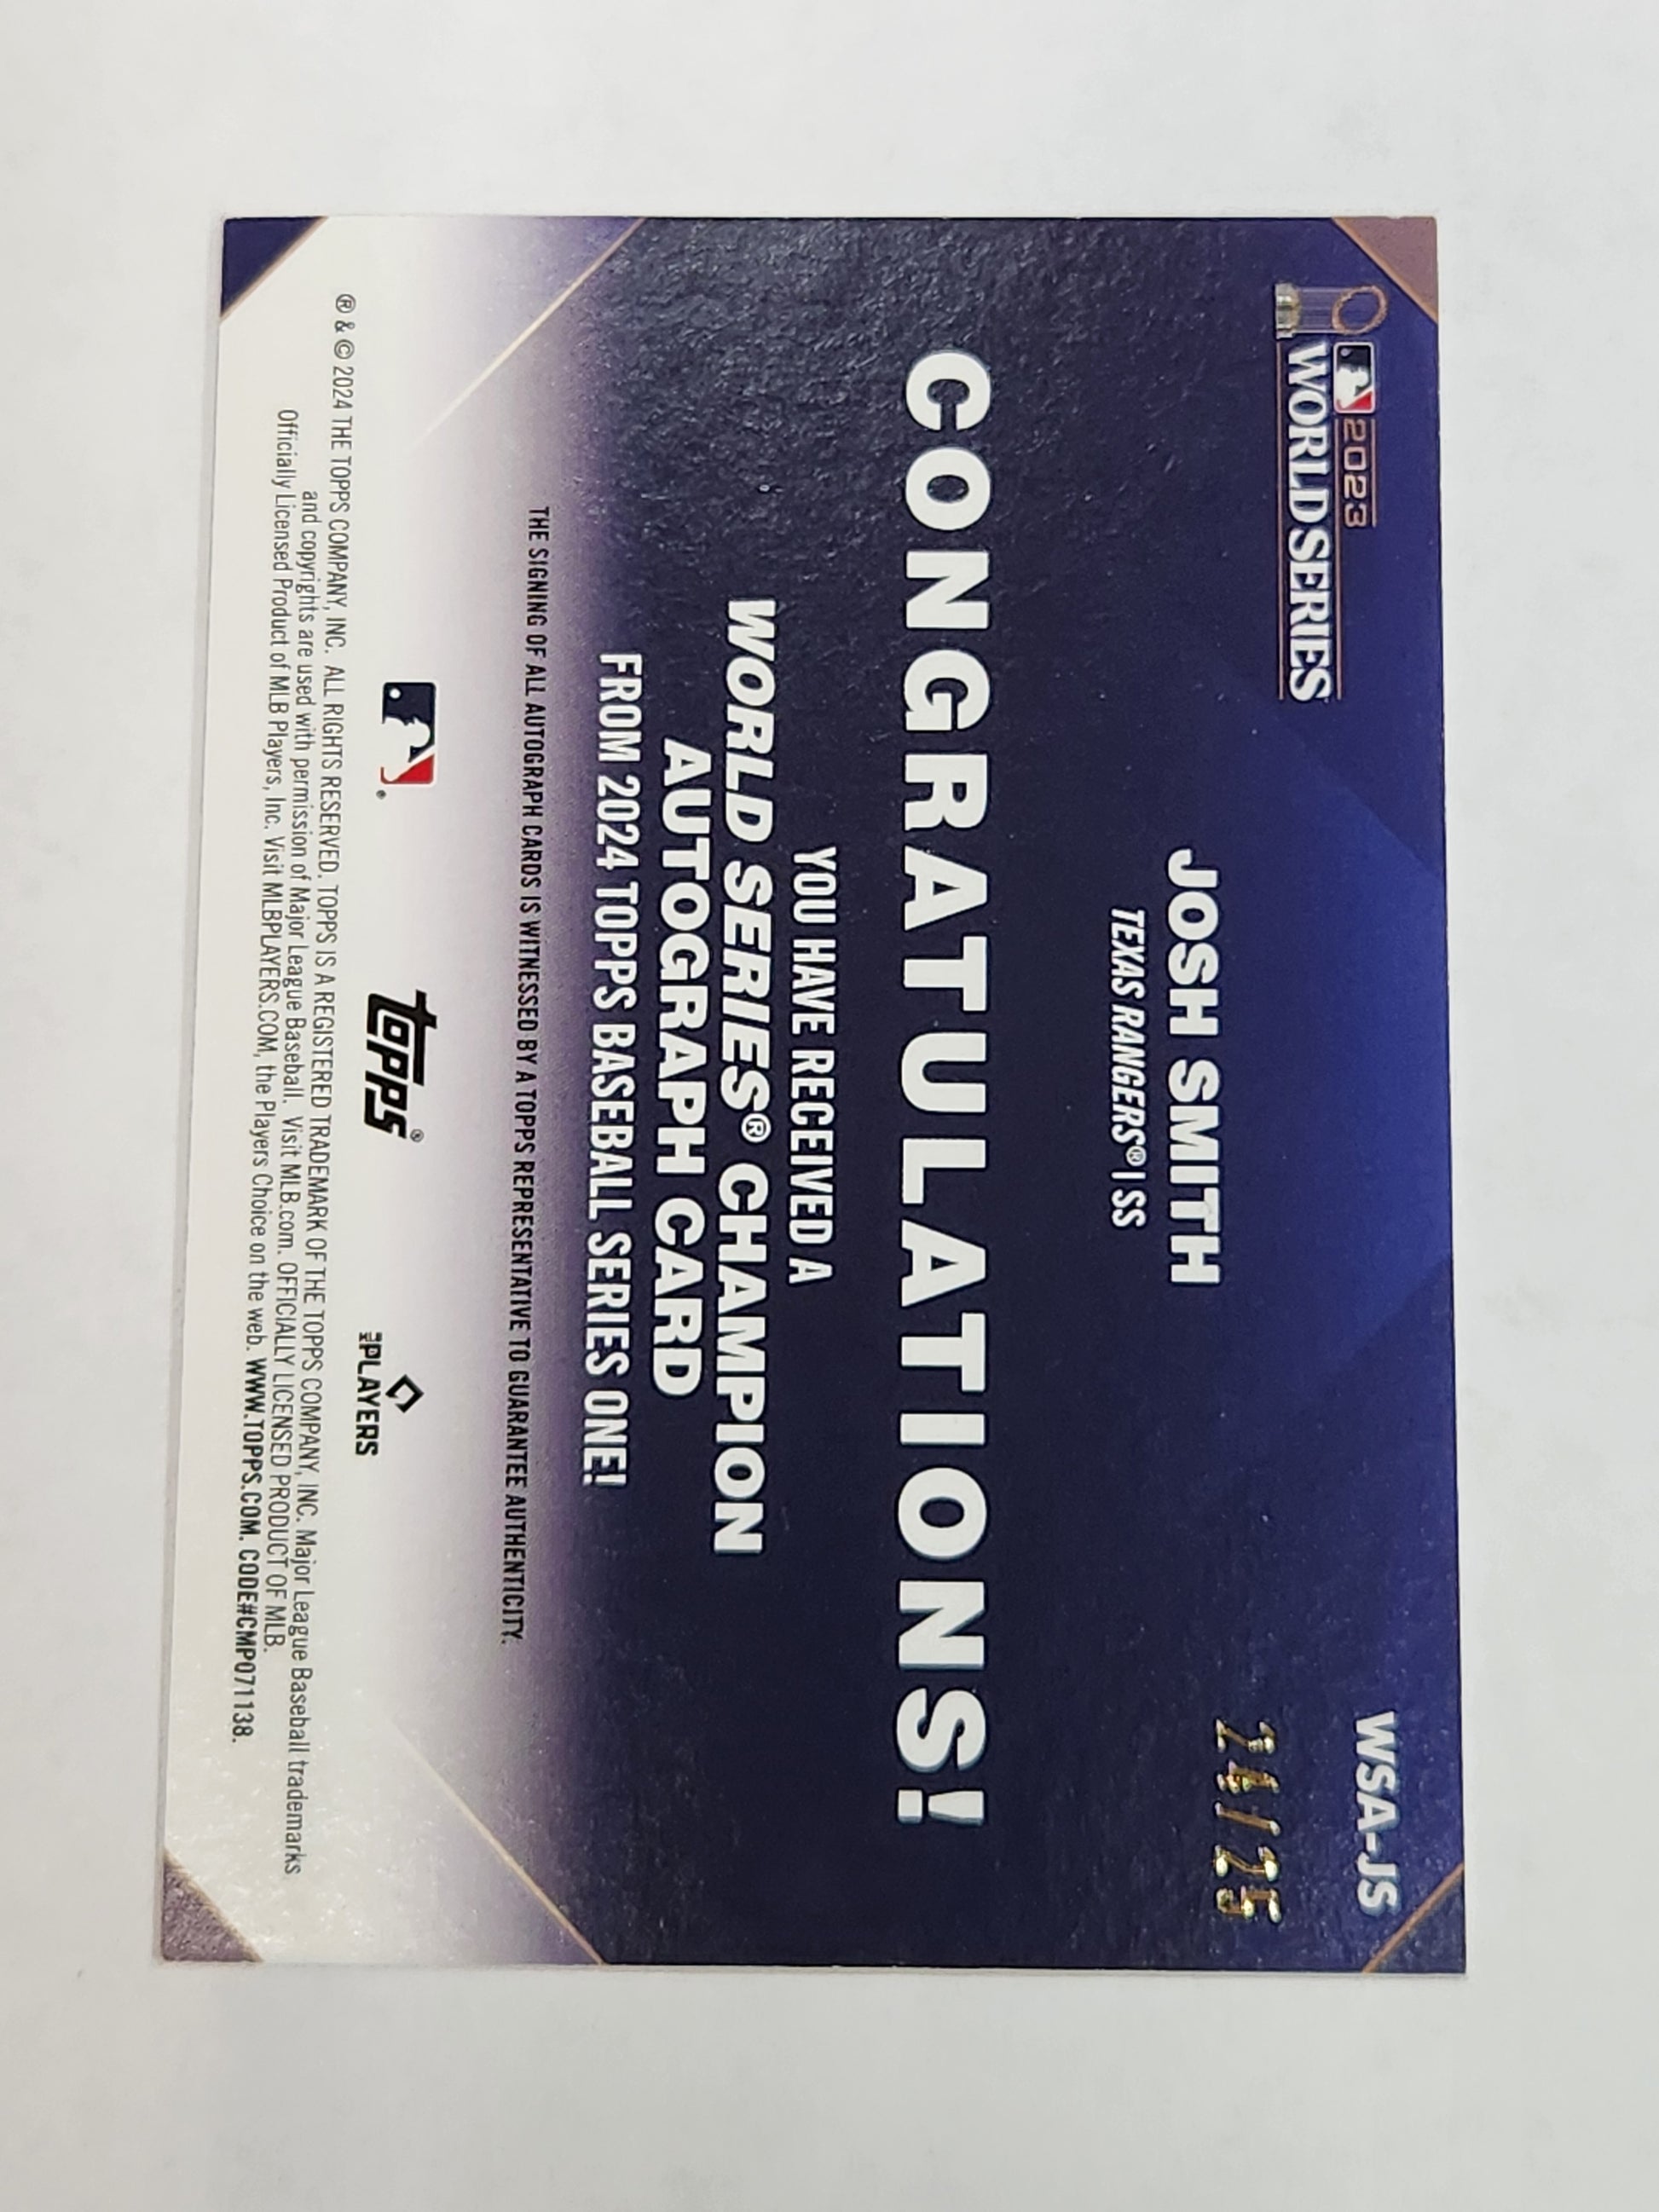 2023
WORLD SERIES
WSA-JS
24/25
JOSH SMITH
TEXAS RANGERS® | SS
CONGRATULATIONS!
YOU HAVE RECEIVED A
WORLD SERIES® CHAMPION
AUTOGRAPH CARD
FROM 2024 TOPPS BASEBALL SERIES ONE!
THE SIGNING OF ALL AUTOGRAPH CARDS IS WITNESSED BY A TOPPS REPRESENTATIVE TO GUARANTEE AUTHENTICITY.
®
topps®
MLB PLAYERS
® & © 2024 THE TOPPS COMPANY, INC. ALL RIGHTS RESERVED. TOPPS IS A REGISTERED TRADEMARK OF THE TOPPS COMPANY, INC. Major League Baseball trademarks
and copyrights are used with permission of Major League Baseball. Visit MLB.com. OFFICIALLY LICENSED PRODUCT OF MLB.
Officially Licensed Product of MLB Players, Inc. Visit MLBPLAYERS.COM, the Players Choice on the web. WWW.TOPPS.COM. CODE#CMP071138.